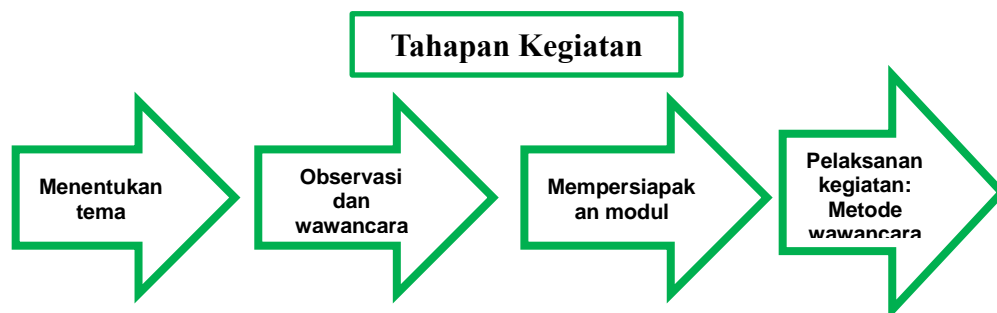 Tahapan Kegiatan
Menentukan
tema
Observasi
dan
wawancara
Mempersiapak
an modul
Pelaksanan
kegiatan:
Metode
wawancara